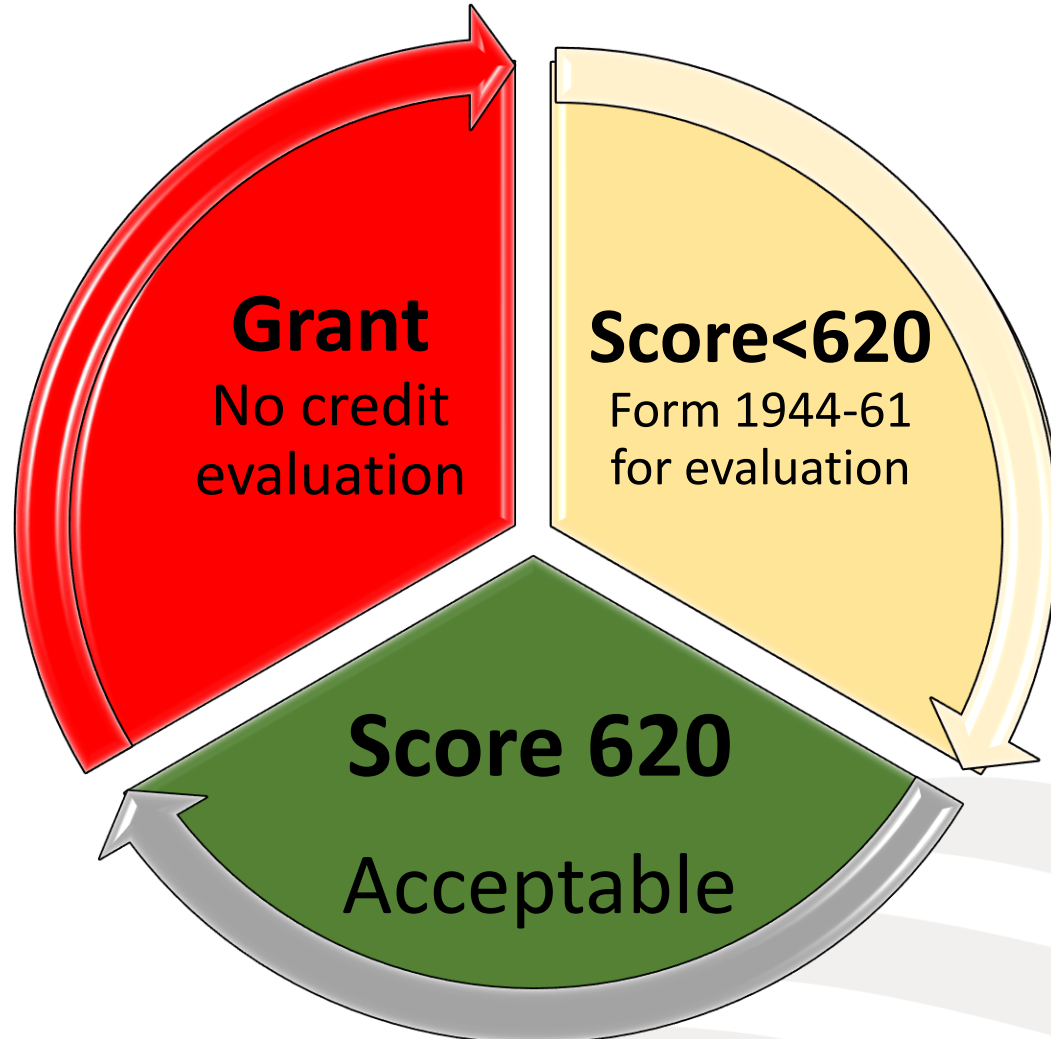 Grant
No credit
evaluation
Score<620
Form 1944-61
for evaluation
Score 620
Acceptable